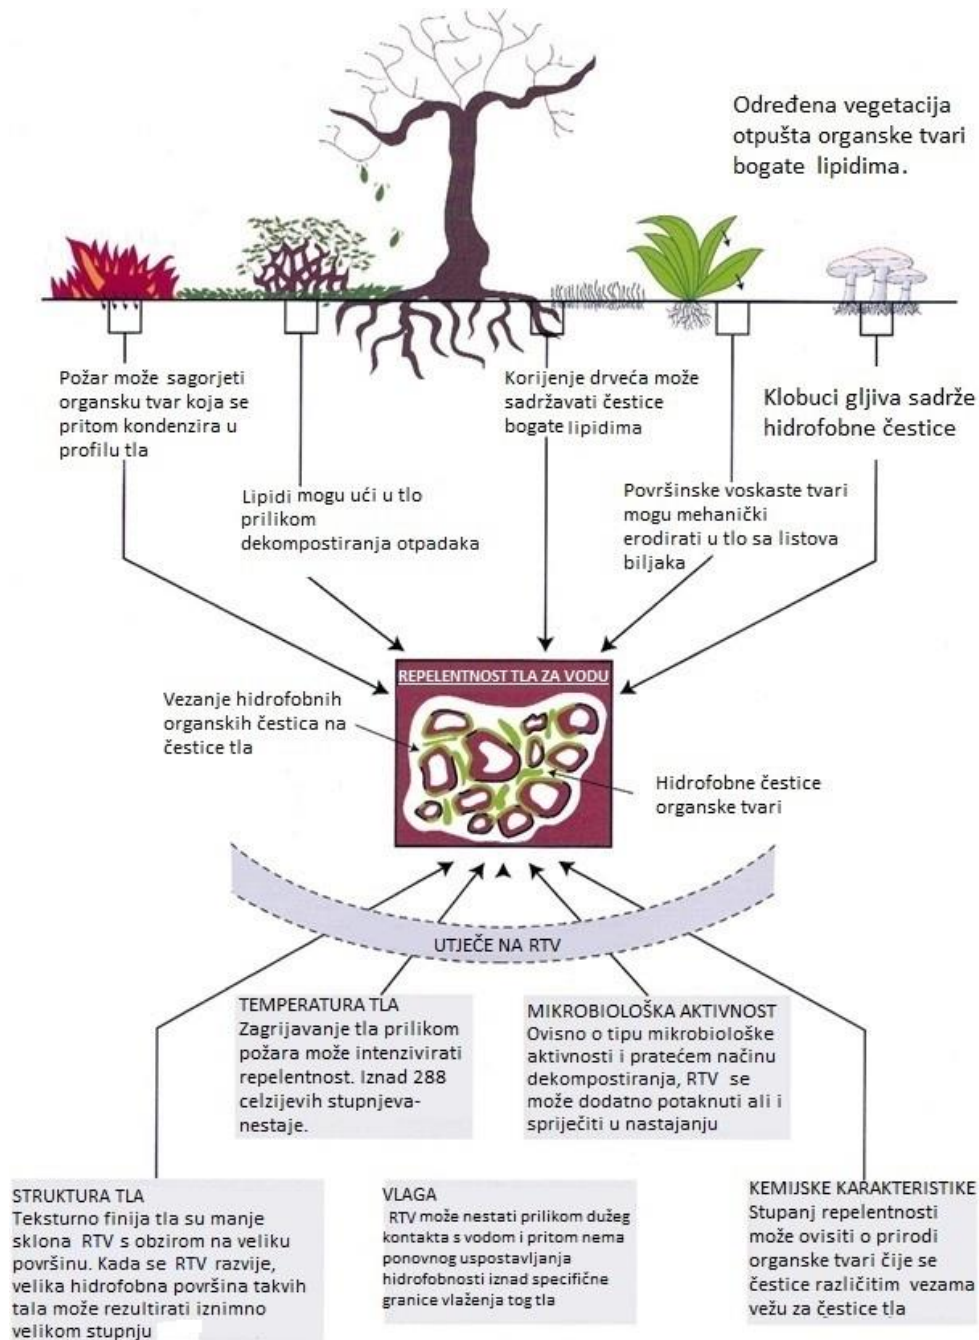 Određena vegetacija
otpušta organske tvari
bogate lipidima.
Požar može sagorjeti
organsku tvar koja se
pritom kondenzira u
profilu tla
Korijenje drveća može
sadržavati čestice
bogate lipidima
Klobuci gljiva sadrže
hidrofobne čestice
Lipidi mogu ući u tlo
prilikom
dekompostiranja otpadaka
Površinske voskaste tvari
mogu mehanički
erodirati u tlo sa listova
biljaka
REPELENTNOST TLA ZA VODU
Vezanje hidrofobnih
organskih čestica na
čestice tla
Hidrofobne čestice
organske tvari
UTJEČE NA RTV
TEMPERATURA TLA
Zagrijavanje tla prilikom
požara može intenzivirati
repelentnost. Iznad 288
celzijevih stupnjeva-
nestaje.
MIKROBIOLOŠKA AKTIVNOST
Ovisno o tipu mikrobiološke
aktivnosti i pratećem načinu
dekompostiranja, RTV se
može dodatno potaknuti ali i
spriječiti u nastajanju
STRUKTURA TLA
Teksturno finija tla su manje
sklona RTV s obzirom na veliku
površinu. Kada se RTV razvije,
velika hidrofobna površina takvih
tala može rezultirati iznimno
velikom stupnju
VLAGA
RTV može nestati prilikom dužeg
kontakta s vodom i pritom nema
ponovnog uspostavljanja
hidrofobnosti iznad specifične
granice vlaženja tog tla
KEMIJSKE KARAKTERISTIKE
Stupanj repelentnosti
može ovisiti o prirodi
organske tvari čije se
čestice različitim vezama
vežu za čestice tla